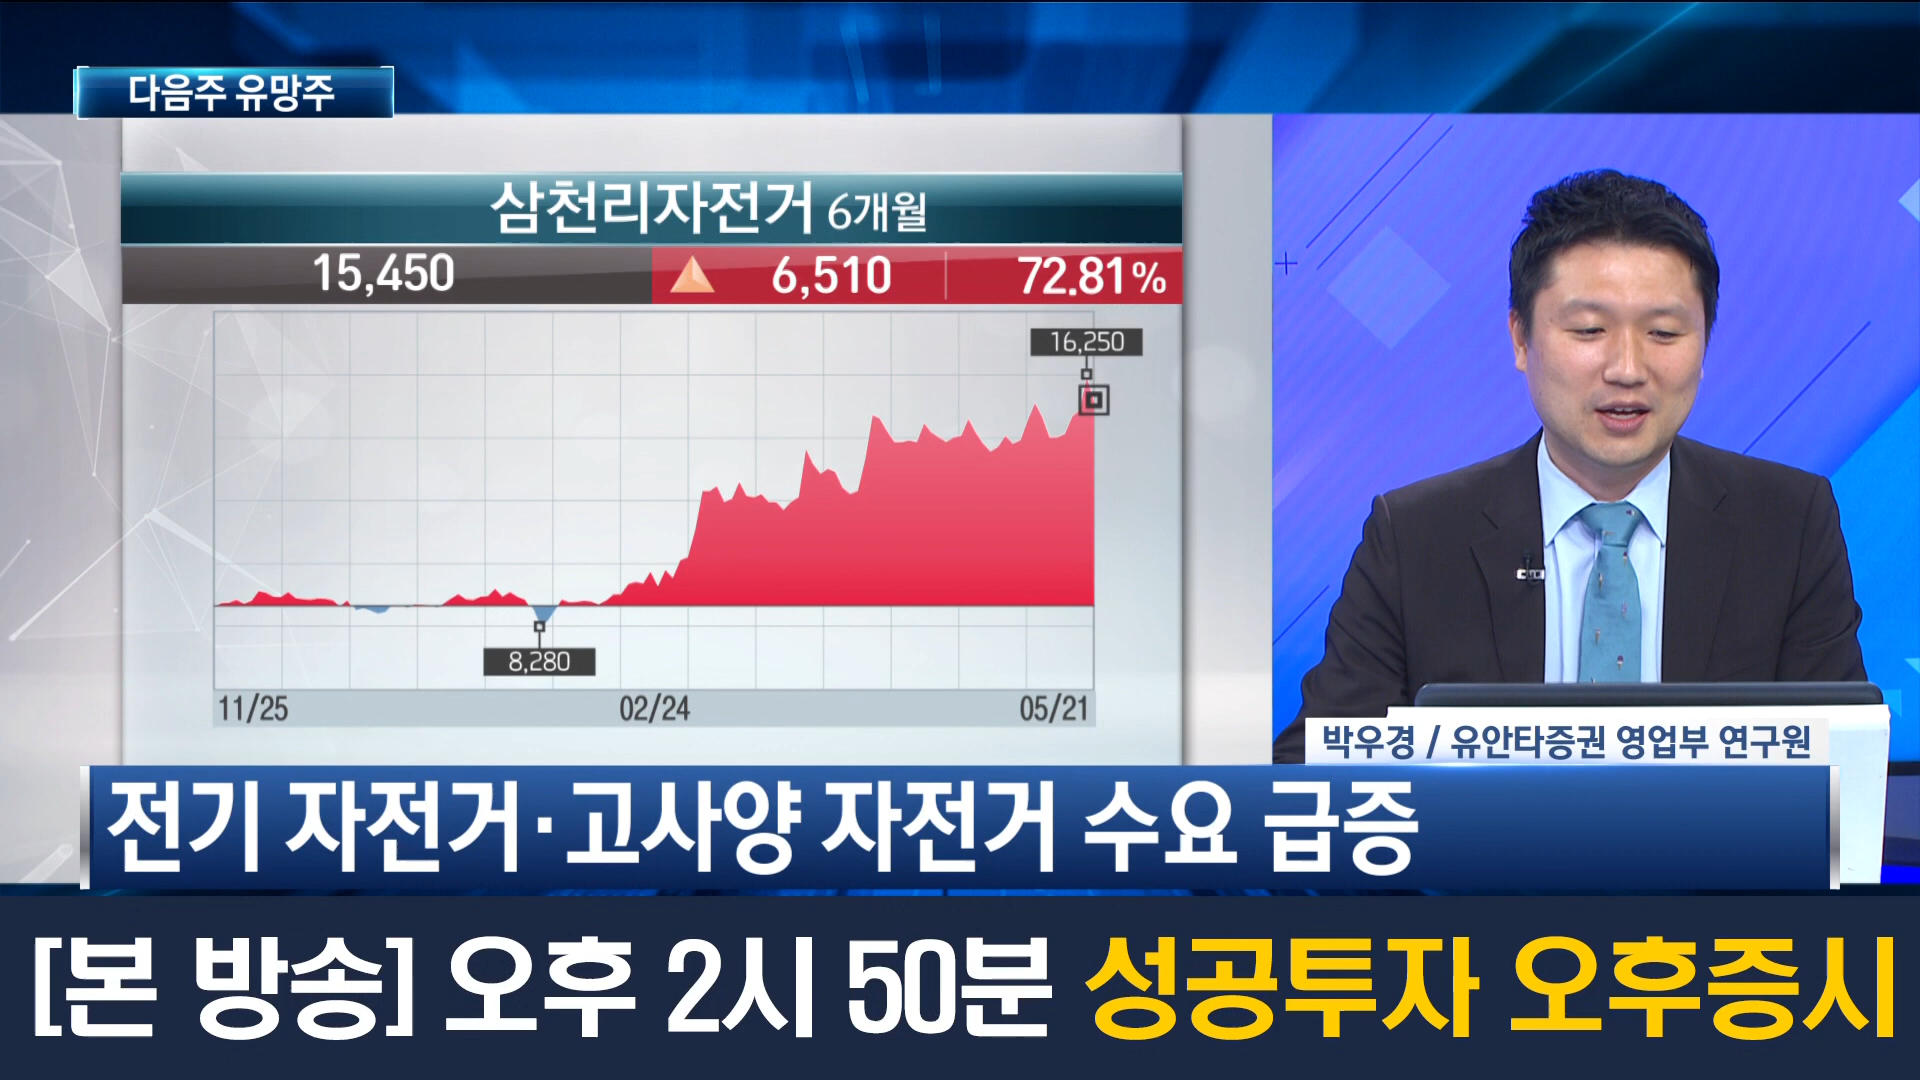 다음주 유망주
삼천리자전거 6개월
15,450 ▲ 6,510 72.81%
16,250
8,280
11/25 02/24 05/21
박우경 / 유안타증권 영업부 연구원
전기 자전거·고사양 자전거 수요 급증
[본 방송] 오후 2시 50분 성공투자 오후증시